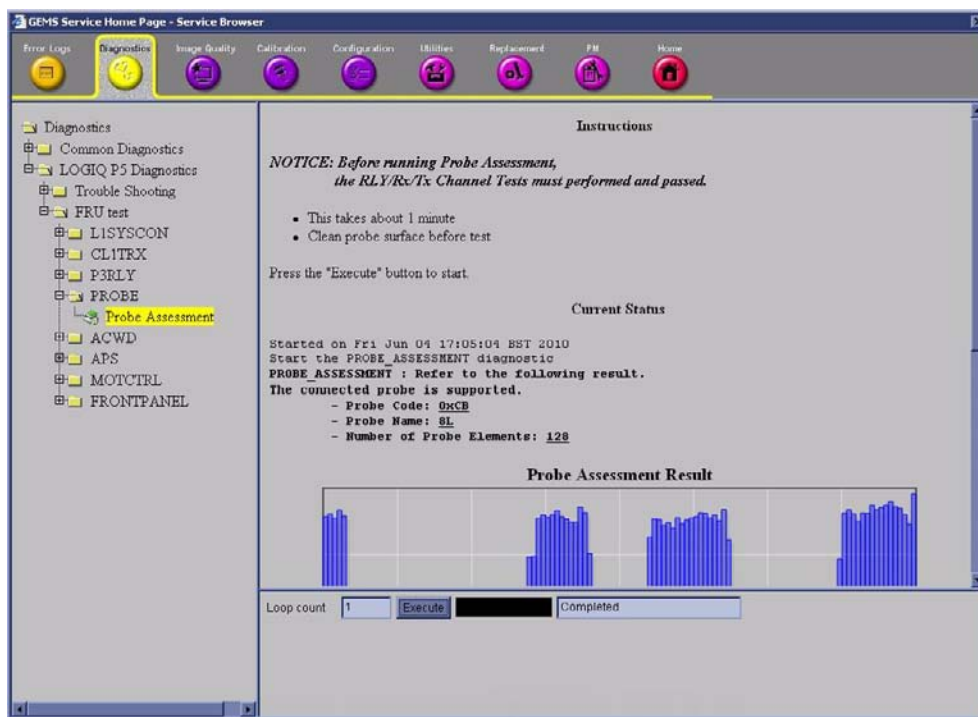 GEMS Service Home Page - Service Browser
Error Logs Diagnostics Image Quality Calibration Configuration Utilities Replacement PM Home
Diagnostics
Common Diagnostics
LOGIQ P5 Diagnostics
Trouble Shooting
FRU test
L1SYSCON
CL1TRX
P3RLY
PROBE
Probe Assessment
ACWD
APS
MOTCTRL
FRONTPANEL
Instructions
NOTICE: Before running Probe Assessment,
the RLY/Rx/Tx Channel Tests must performed and passed.
• This takes about 1 minute
• Clean probe surface before test
Press the "Execute" button to start.
Current Status
Started on Fri Jun 04 17:05:04 BST 2010
Start the PROBE_ASSESSMENT diagnostic
PROBE_ASSESSMENT : Refer to the following result.
The connected probe is supported.
- Probe Code: 0xCB
- Probe Name: 8L
- Number of Probe Elements: 128
Probe Assessment Result
Loop count 1 Execute Completed